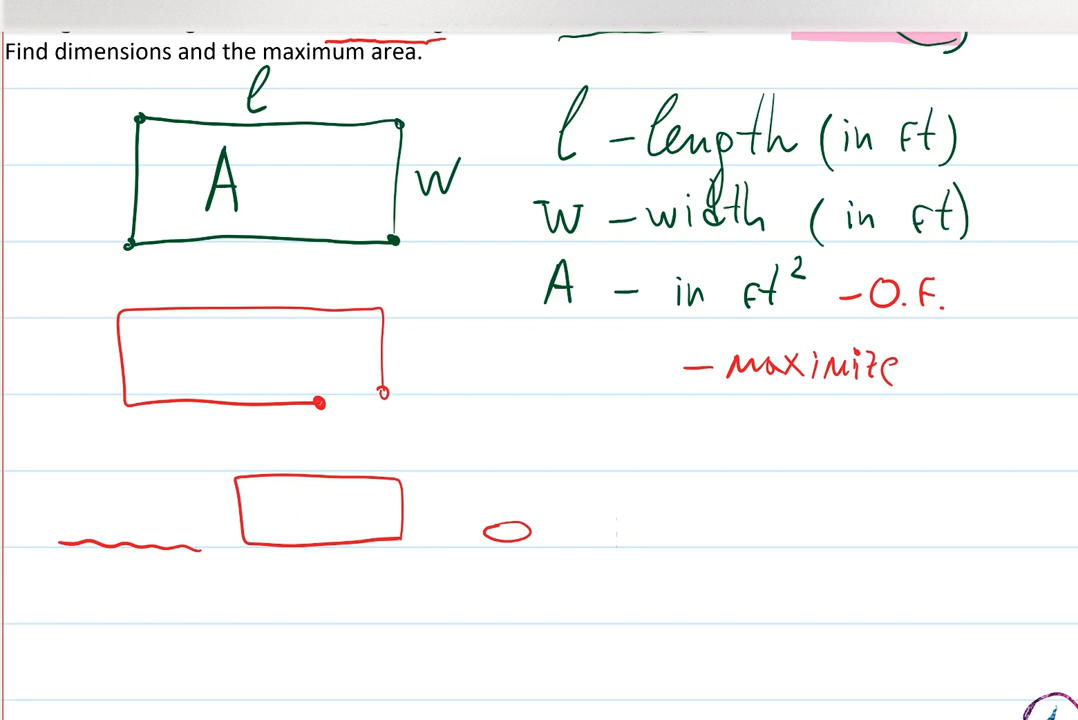 Find dimensions and the maximum area.
l
A
w
l - length (in ft)
w - width (in ft)
A - in ft² - O.F.
- maximize